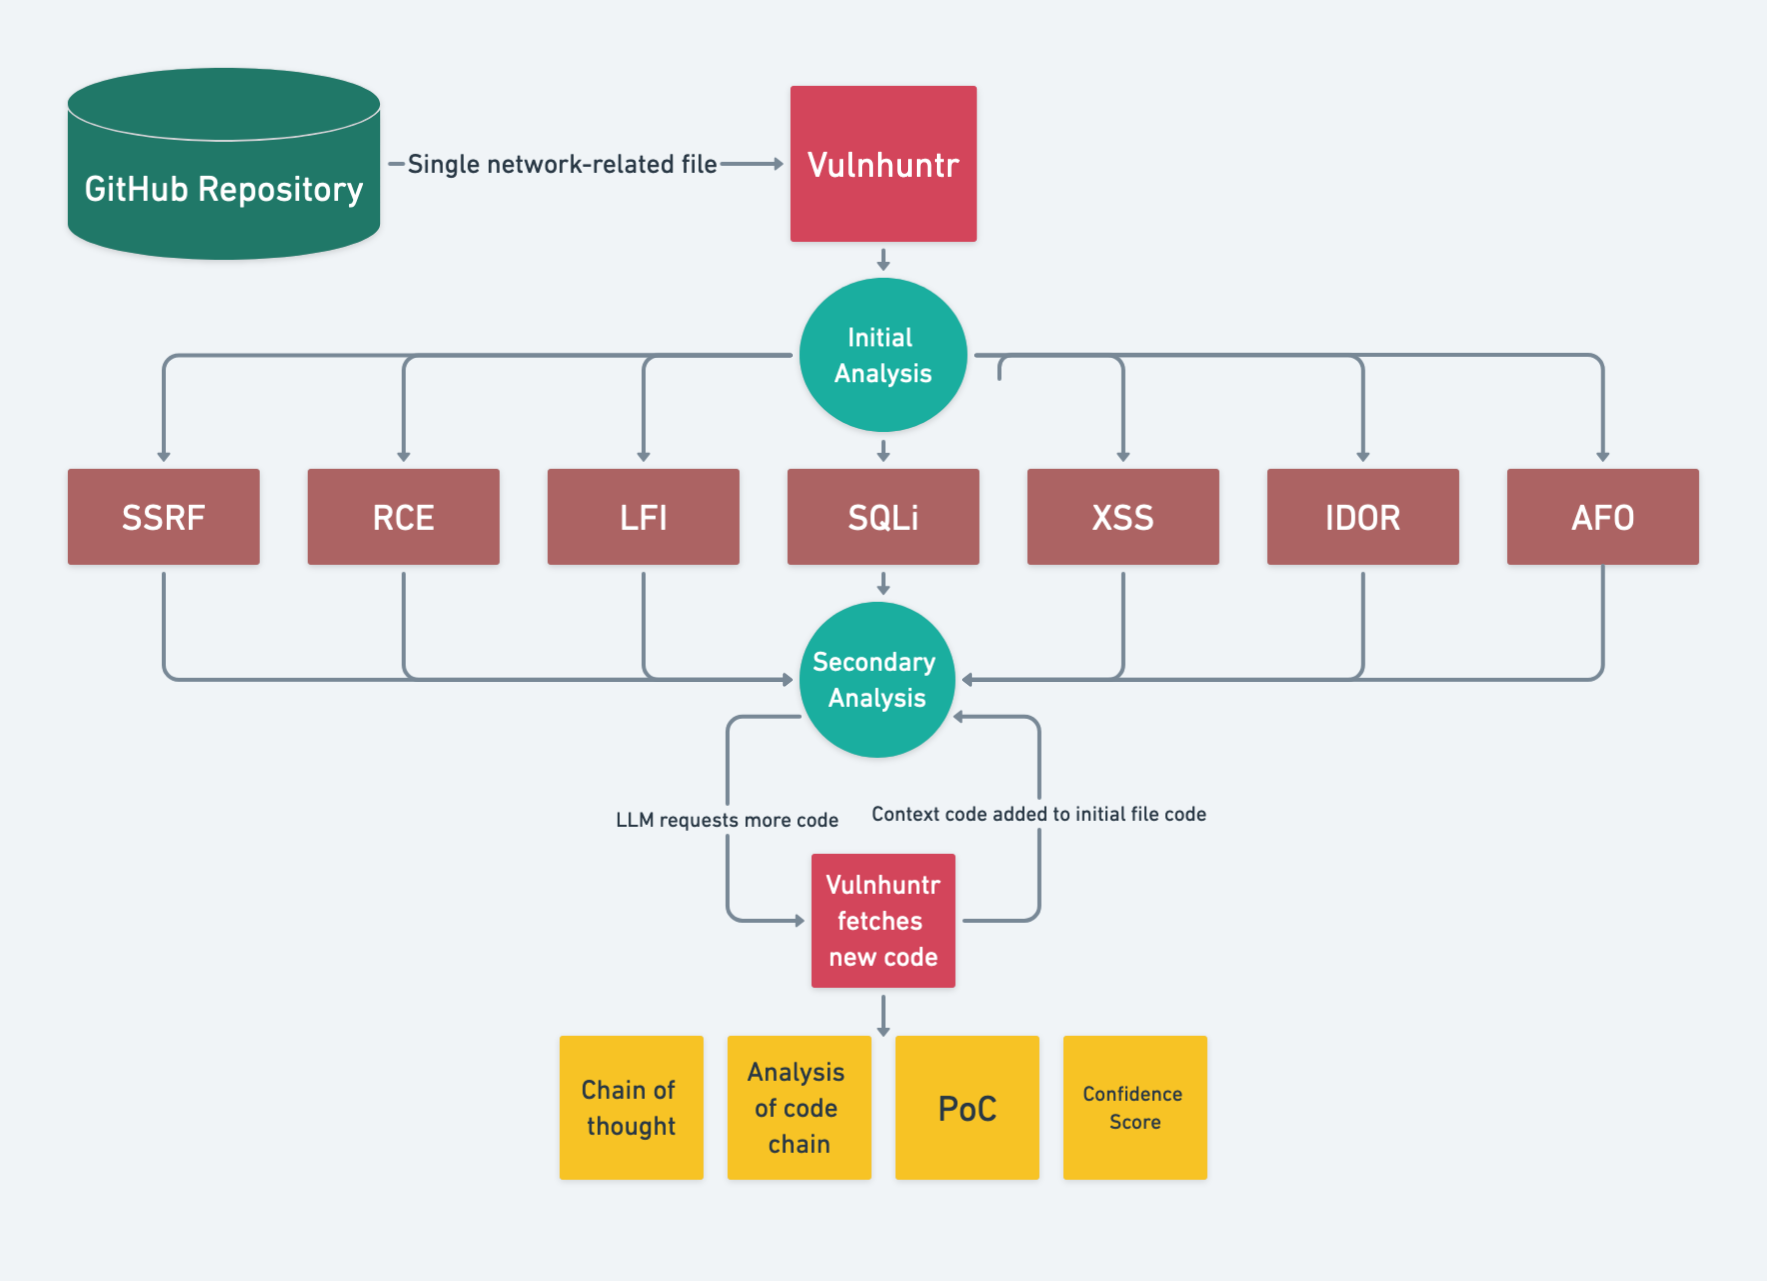 GitHub Repository
Single network-related file
Vulnhuntr
Initial
Analysis
SSRF
RCE
LFI
SQLi
XSS
IDOR
AFO
Secondary
Analysis
LLM requests more code
Context code added to initial file code
Vulnhuntr
fetches
new code
Chain of
thought
Analysis
of code
chain
PoC
Confidence
Score